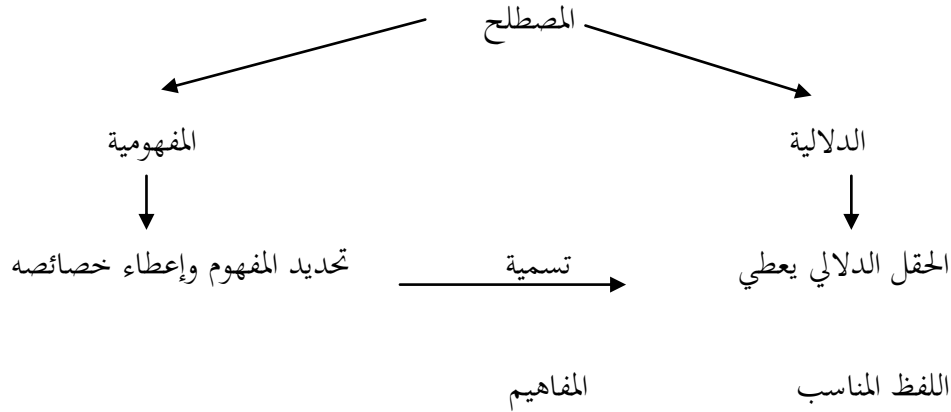 المصطلح
الدلالية
المفهومية
الحقل الدلالي يعطي
تسمية
تحديد المفهوم وإعطاء خصائصه
اللفظ المناسب
المفاهيم